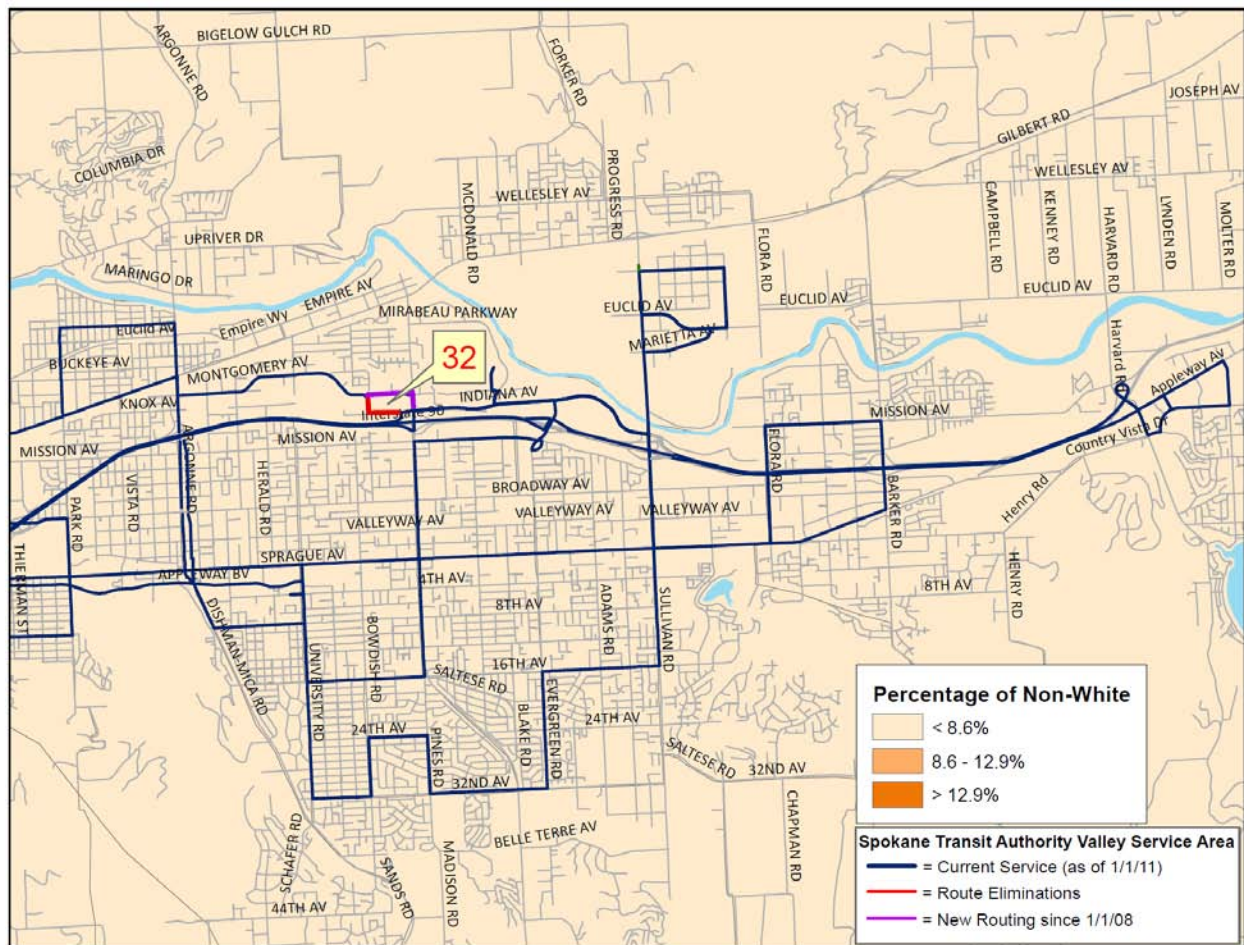 BIGELOW GULCH RD
ARGONNE RD
FORKER RD
JOSEPH AV
GILBERT RD
COLUMBIA DR
WELLESLEY AV
WELLESLEY AV
PROGRESS RD
MCDONALD RD
CAMPBELL RD
KENNEY RD
HARVARD RD
LYNDEN RD
MOLTER RD
UPRIVER DR
FLORA RD
MARINGO DR
EMPIRE AV
Empire Wy
EUCLID AV
EUCLID AV
EUCLID AV
MIRABEAU PARKWAY
Euclid AV
MARIETTA AV
BUCKEYE AV
32
MONTGOMERY AV
Harvard Rd
Appleway Av
KNOX AV
INDIANA AV
Interstate 90
MISSION AV
MISSION AV
MISSION AV
Country Vista Dr
ARGONNE RD
HERALD RD
VISTA RD
PARK RD
FLORA RD
BARKER RD
BROADWAY AV
Henry Rd
VALLEYWAY AV
VALLEYWAY AV
VALLEYWAY AV
THIERMAN ST
SPRAGUE AV
APPLEWAY BV
4TH AV
8TH AV
8TH AV
HENRY RD
ADAMS RD
SULLIVAN RD
DISHMAN-MICA RD
UNIVERSITY RD
BOWDISH RD
16TH AV
SALTESE RD
BLAKE RD
EVERGREEN RD
24TH AV
24TH AV
PINES RD
SALTESE RD
32ND AV
32ND AV
CHAPMAN RD
BELLE TERRE AV
SCHAFER RD
MADISON RD
SANDS RD
44TH AV
Percentage of Non-White
< 8.6%
8.6 - 12.9%
> 12.9%
Spokane Transit Authority Valley Service Area
= Current Service (as of 1/1/11)
= Route Eliminations
= New Routing since 1/1/08